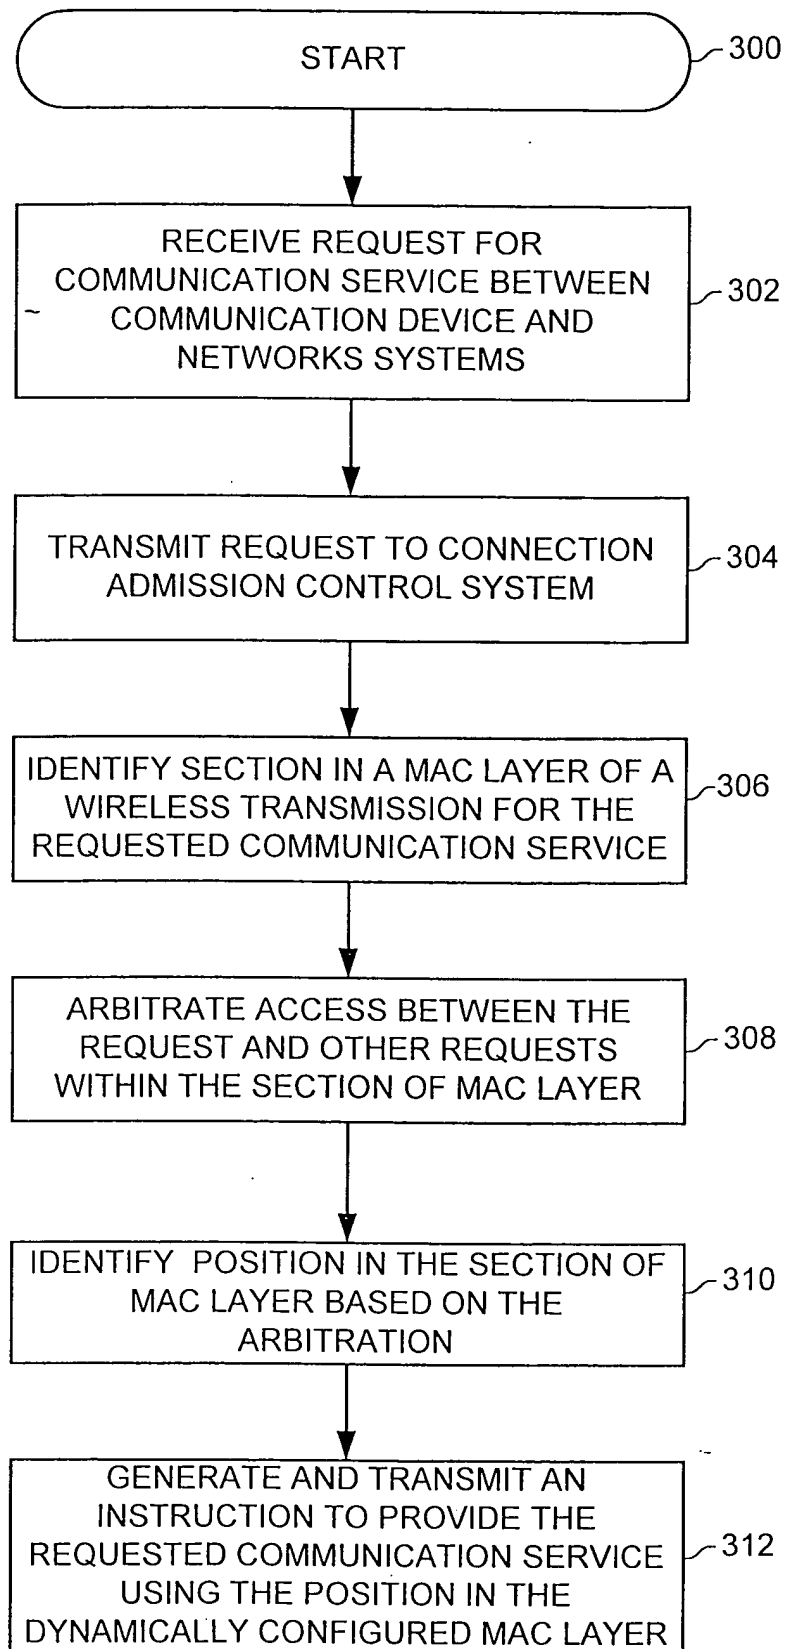 START
300
RECEIVE REQUEST FOR
COMMUNICATION SERVICE BETWEEN
COMMUNICATION DEVICE AND
NETWORKS SYSTEMS
302
TRANSMIT REQUEST TO CONNECTION
ADMISSION CONTROL SYSTEM
304
IDENTIFY SECTION IN A MAC LAYER OF A
WIRELESS TRANSMISSION FOR THE
REQUESTED COMMUNICATION SERVICE
306
ARBITRATE ACCESS BETWEEN THE
REQUEST AND OTHER REQUESTS
WITHIN THE SECTION OF MAC LAYER
308
IDENTIFY POSITION IN THE SECTION OF
MAC LAYER BASED ON THE
ARBITRATION
310
GENERATE AND TRANSMIT AN
INSTRUCTION TO PROVIDE THE
REQUESTED COMMUNICATION SERVICE
USING THE POSITION IN THE
DYNAMICALLY CONFIGURED MAC LAYER
312